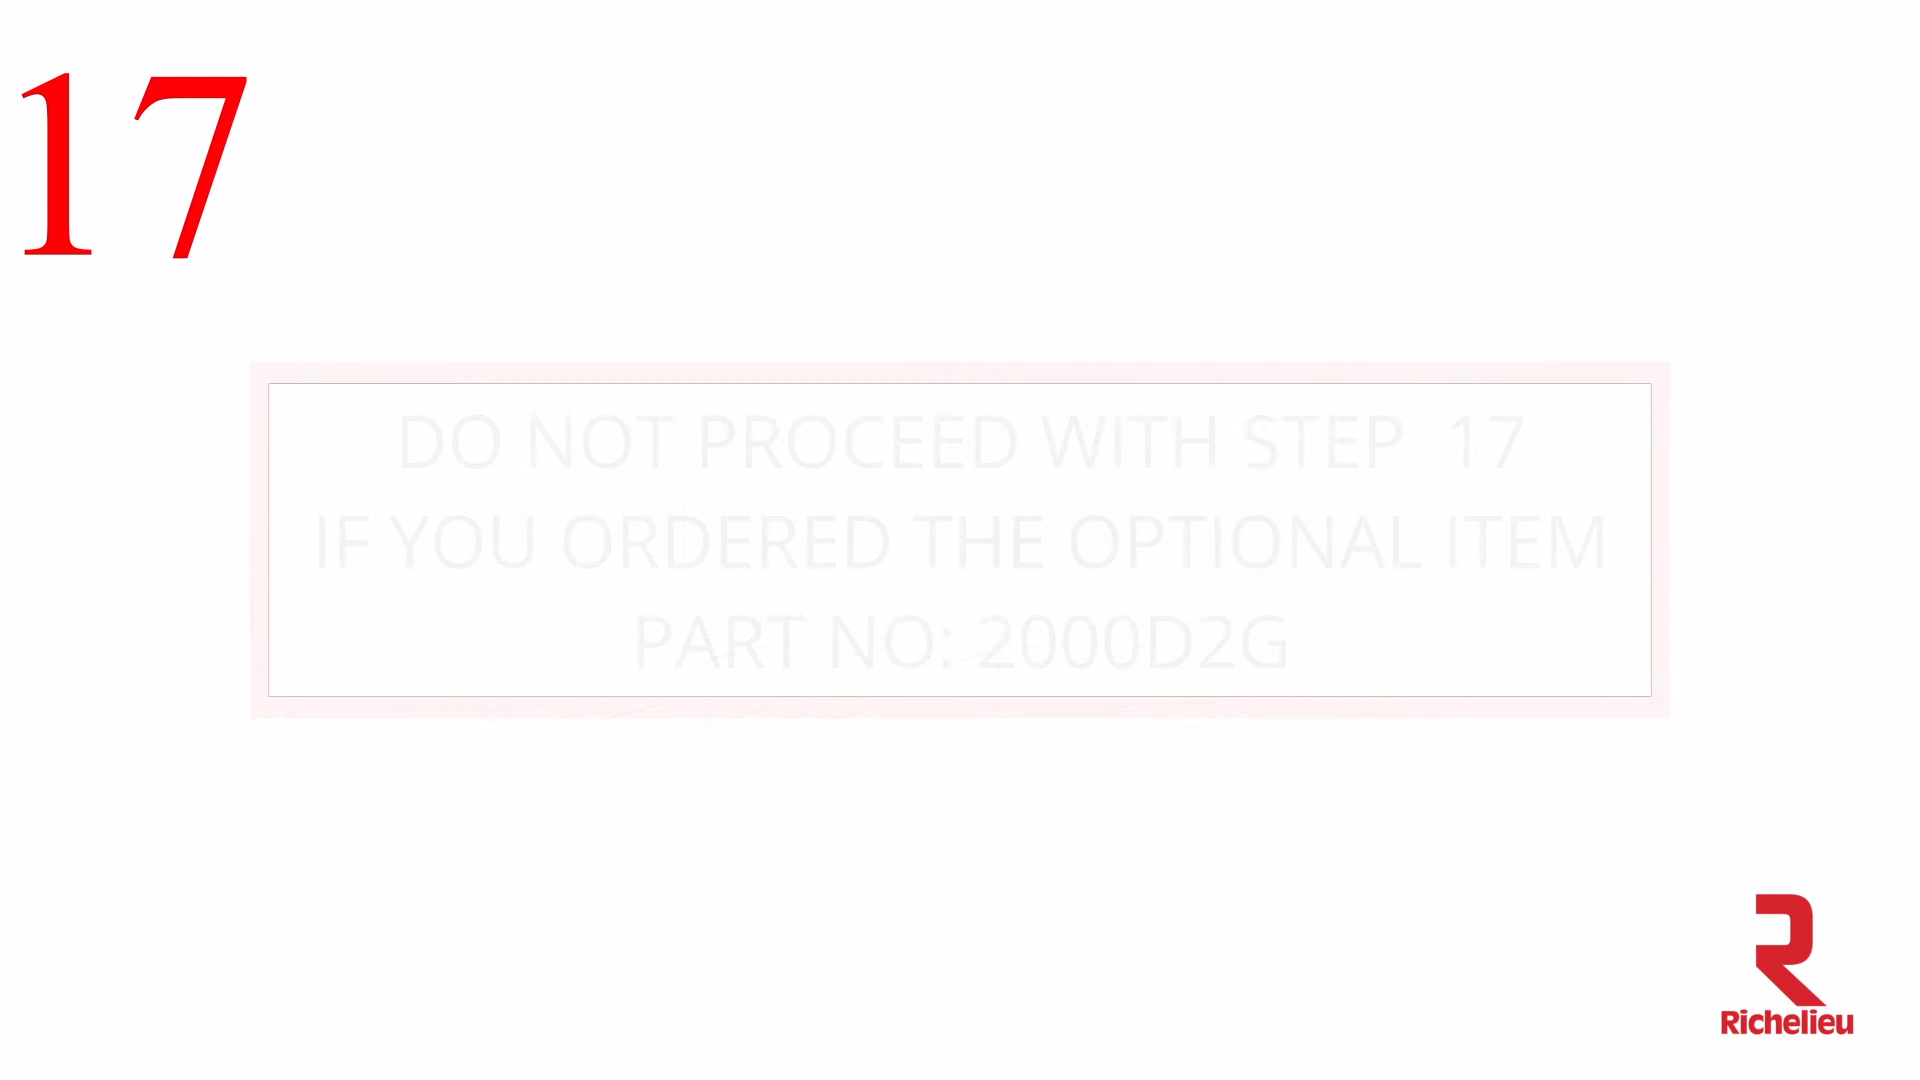 17
DO NOT PROCEED WITH STEP 17
IF YOU ORDERED THE OPTIONAL ITEM
PART NO: 2000D2G
Richelieu